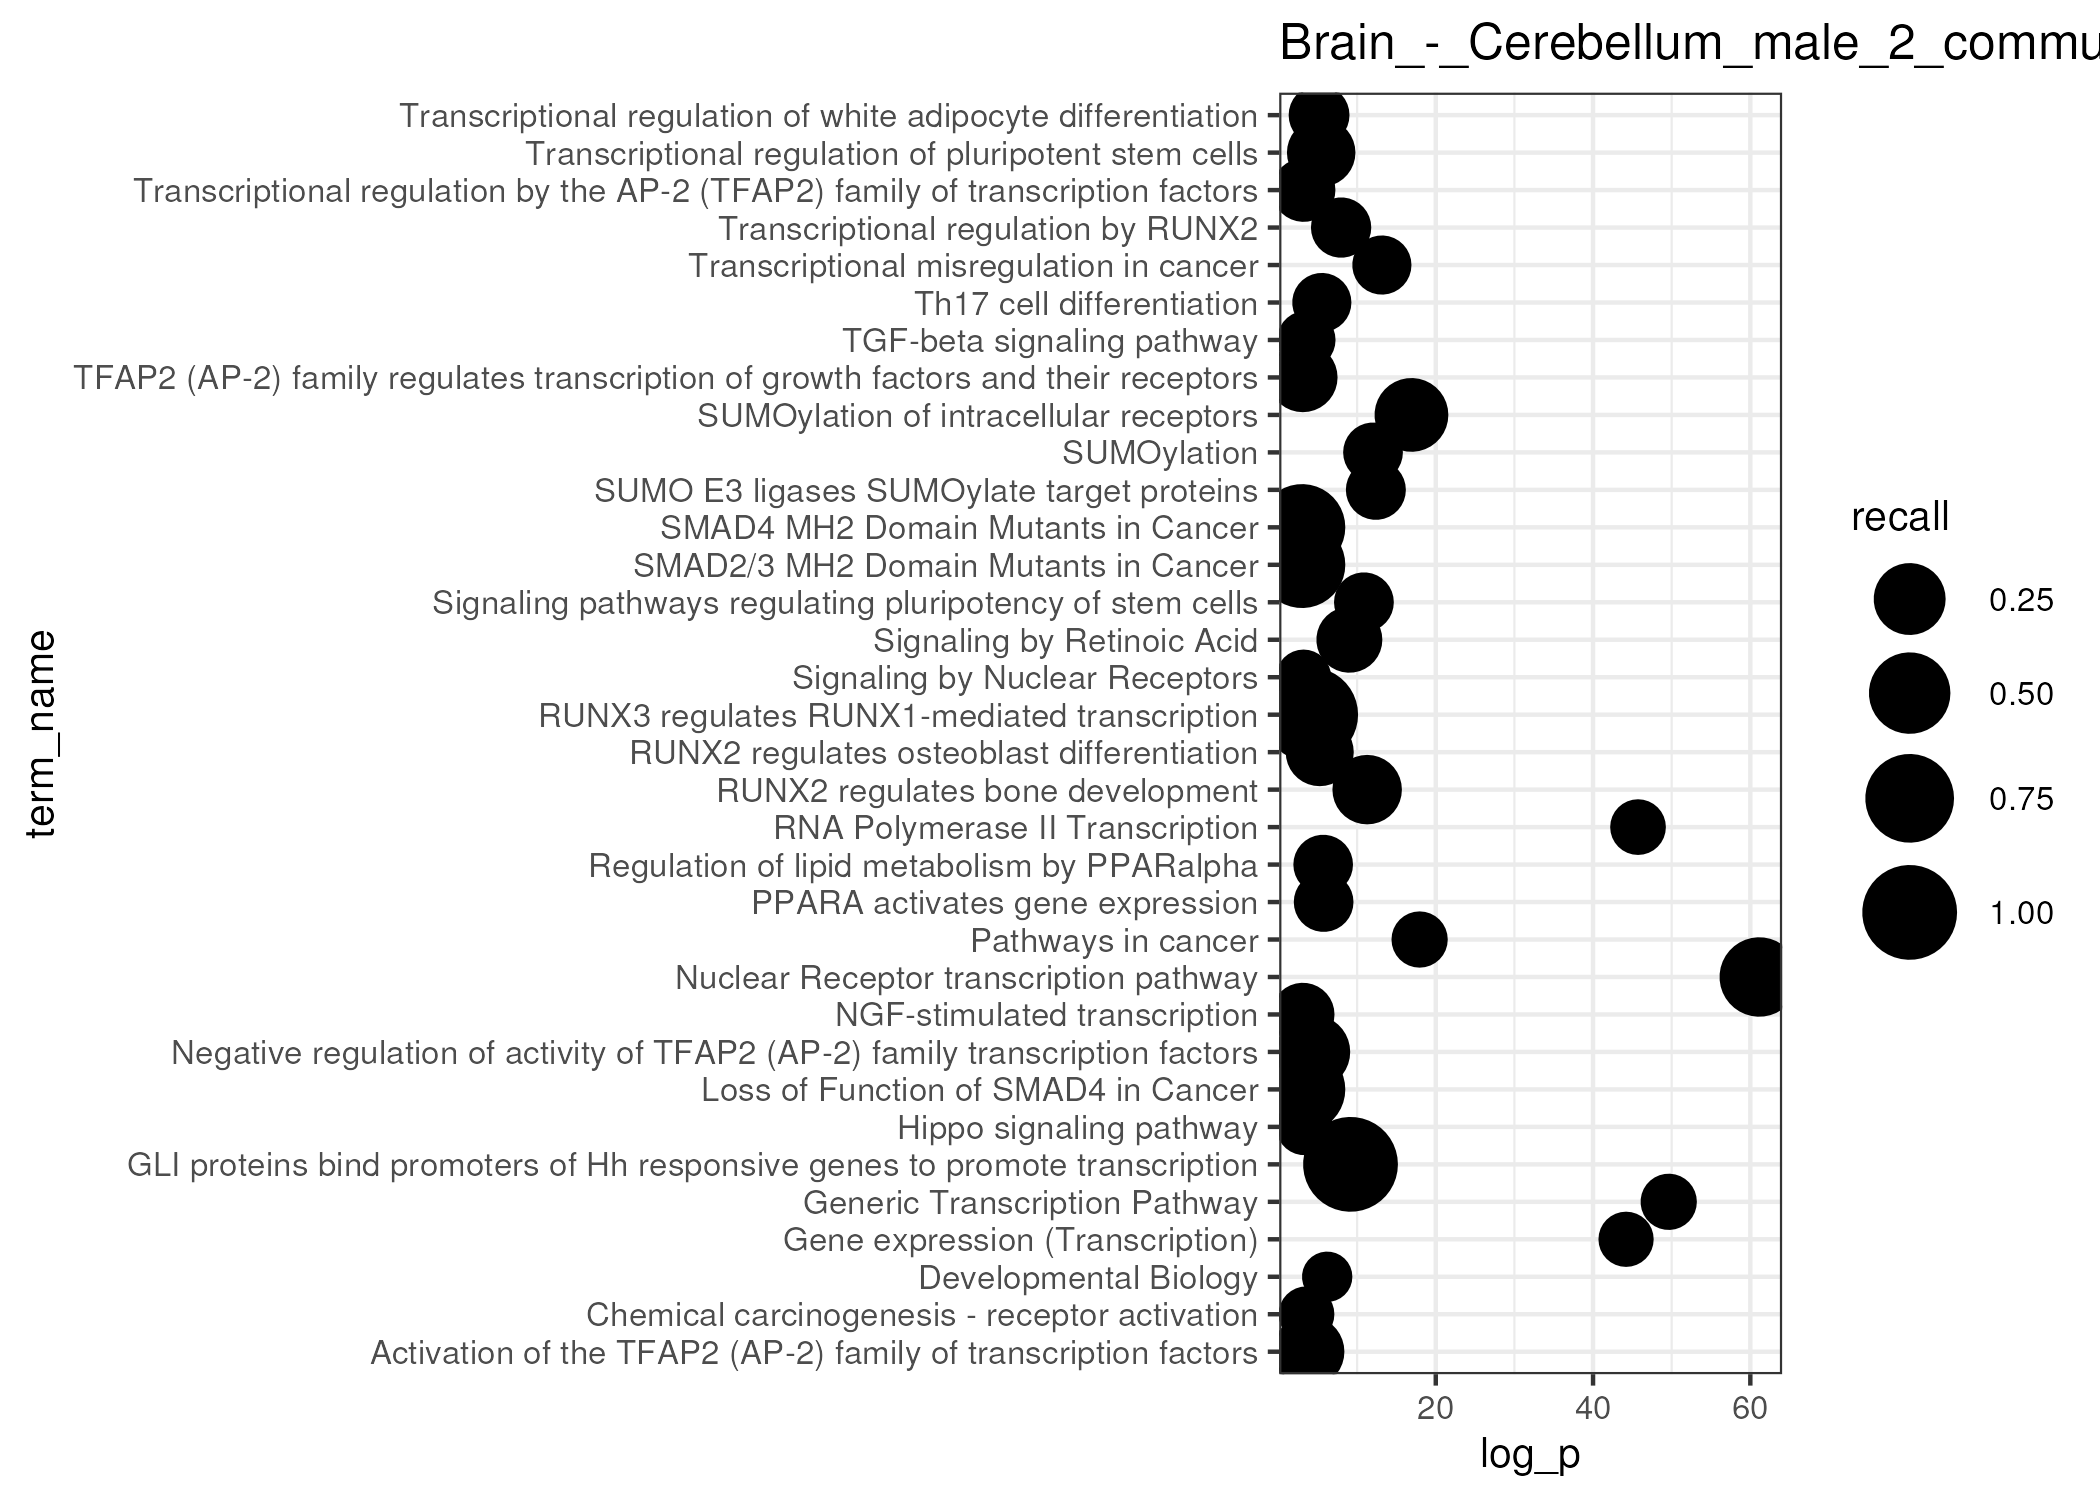 Brain_-_Cerebellum_male_2_commu
Transcriptional regulation of white adipocyte differentiation
Transcriptional regulation of pluripotent stem cells
Transcriptional regulation by the AP-2 (TFAP2) family of transcription factors
Transcriptional regulation by RUNX2
Transcriptional misregulation in cancer
Th17 cell differentiation
TGF-beta signaling pathway
TFAP2 (AP-2) family regulates transcription of growth factors and their receptors
SUMOylation of intracellular receptors
SUMOylation
SUMO E3 ligases SUMOylate target proteins
SMAD4 MH2 Domain Mutants in Cancer
SMAD2/3 MH2 Domain Mutants in Cancer
Signaling pathways regulating pluripotency of stem cells
Signaling by Retinoic Acid
Signaling by Nuclear Receptors
RUNX3 regulates RUNX1-mediated transcription
RUNX2 regulates osteoblast differentiation
RUNX2 regulates bone development
RNA Polymerase II Transcription
Regulation of lipid metabolism by PPARalpha
PPARA activates gene expression
Pathways in cancer
Nuclear Receptor transcription pathway
NGF-stimulated transcription
Negative regulation of activity of TFAP2 (AP-2) family transcription factors
Loss of Function of SMAD4 in Cancer
Hippo signaling pathway
GLI proteins bind promoters of Hh responsive genes to promote transcription
Generic Transcription Pathway
Gene expression (Transcription)
Developmental Biology
Chemical carcinogenesis - receptor activation
Activation of the TFAP2 (AP-2) family of transcription factors
term_name
20 40 60
log_p
recall
0.25
0.50
0.75
1.00